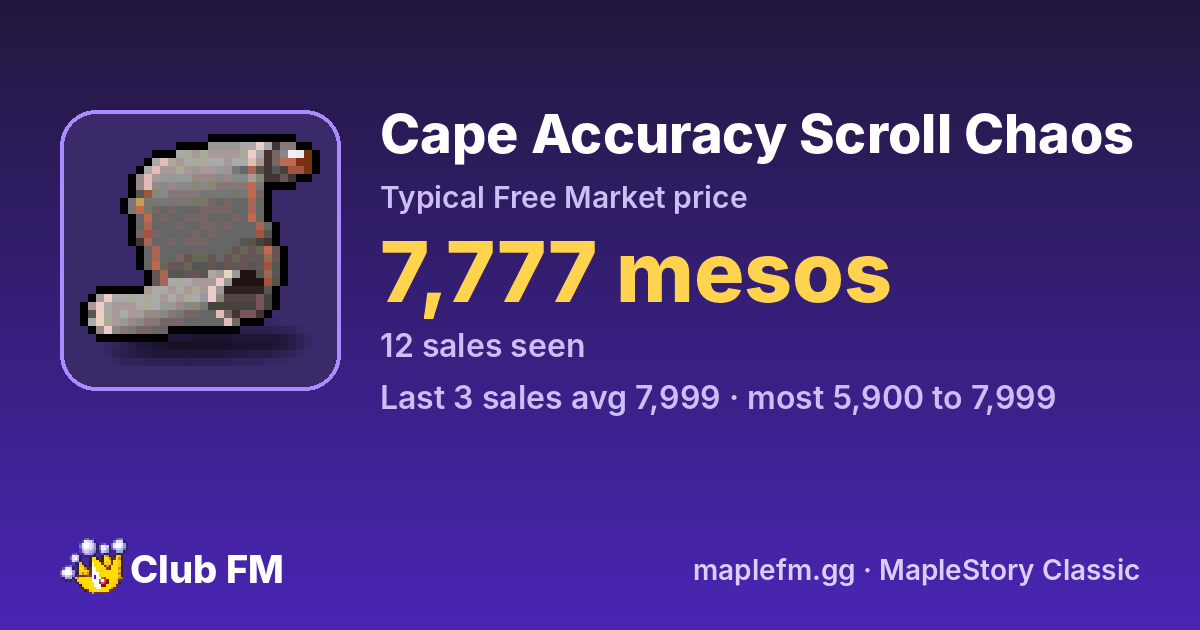 Cape Accuracy Scroll Chaos
Typical Free Market price
7,777 mesos
12 sales seen
Last 3 sales avg 7,999 · most 5,900 to 7,999
Club FM
maplefm.gg · MapleStory Classic